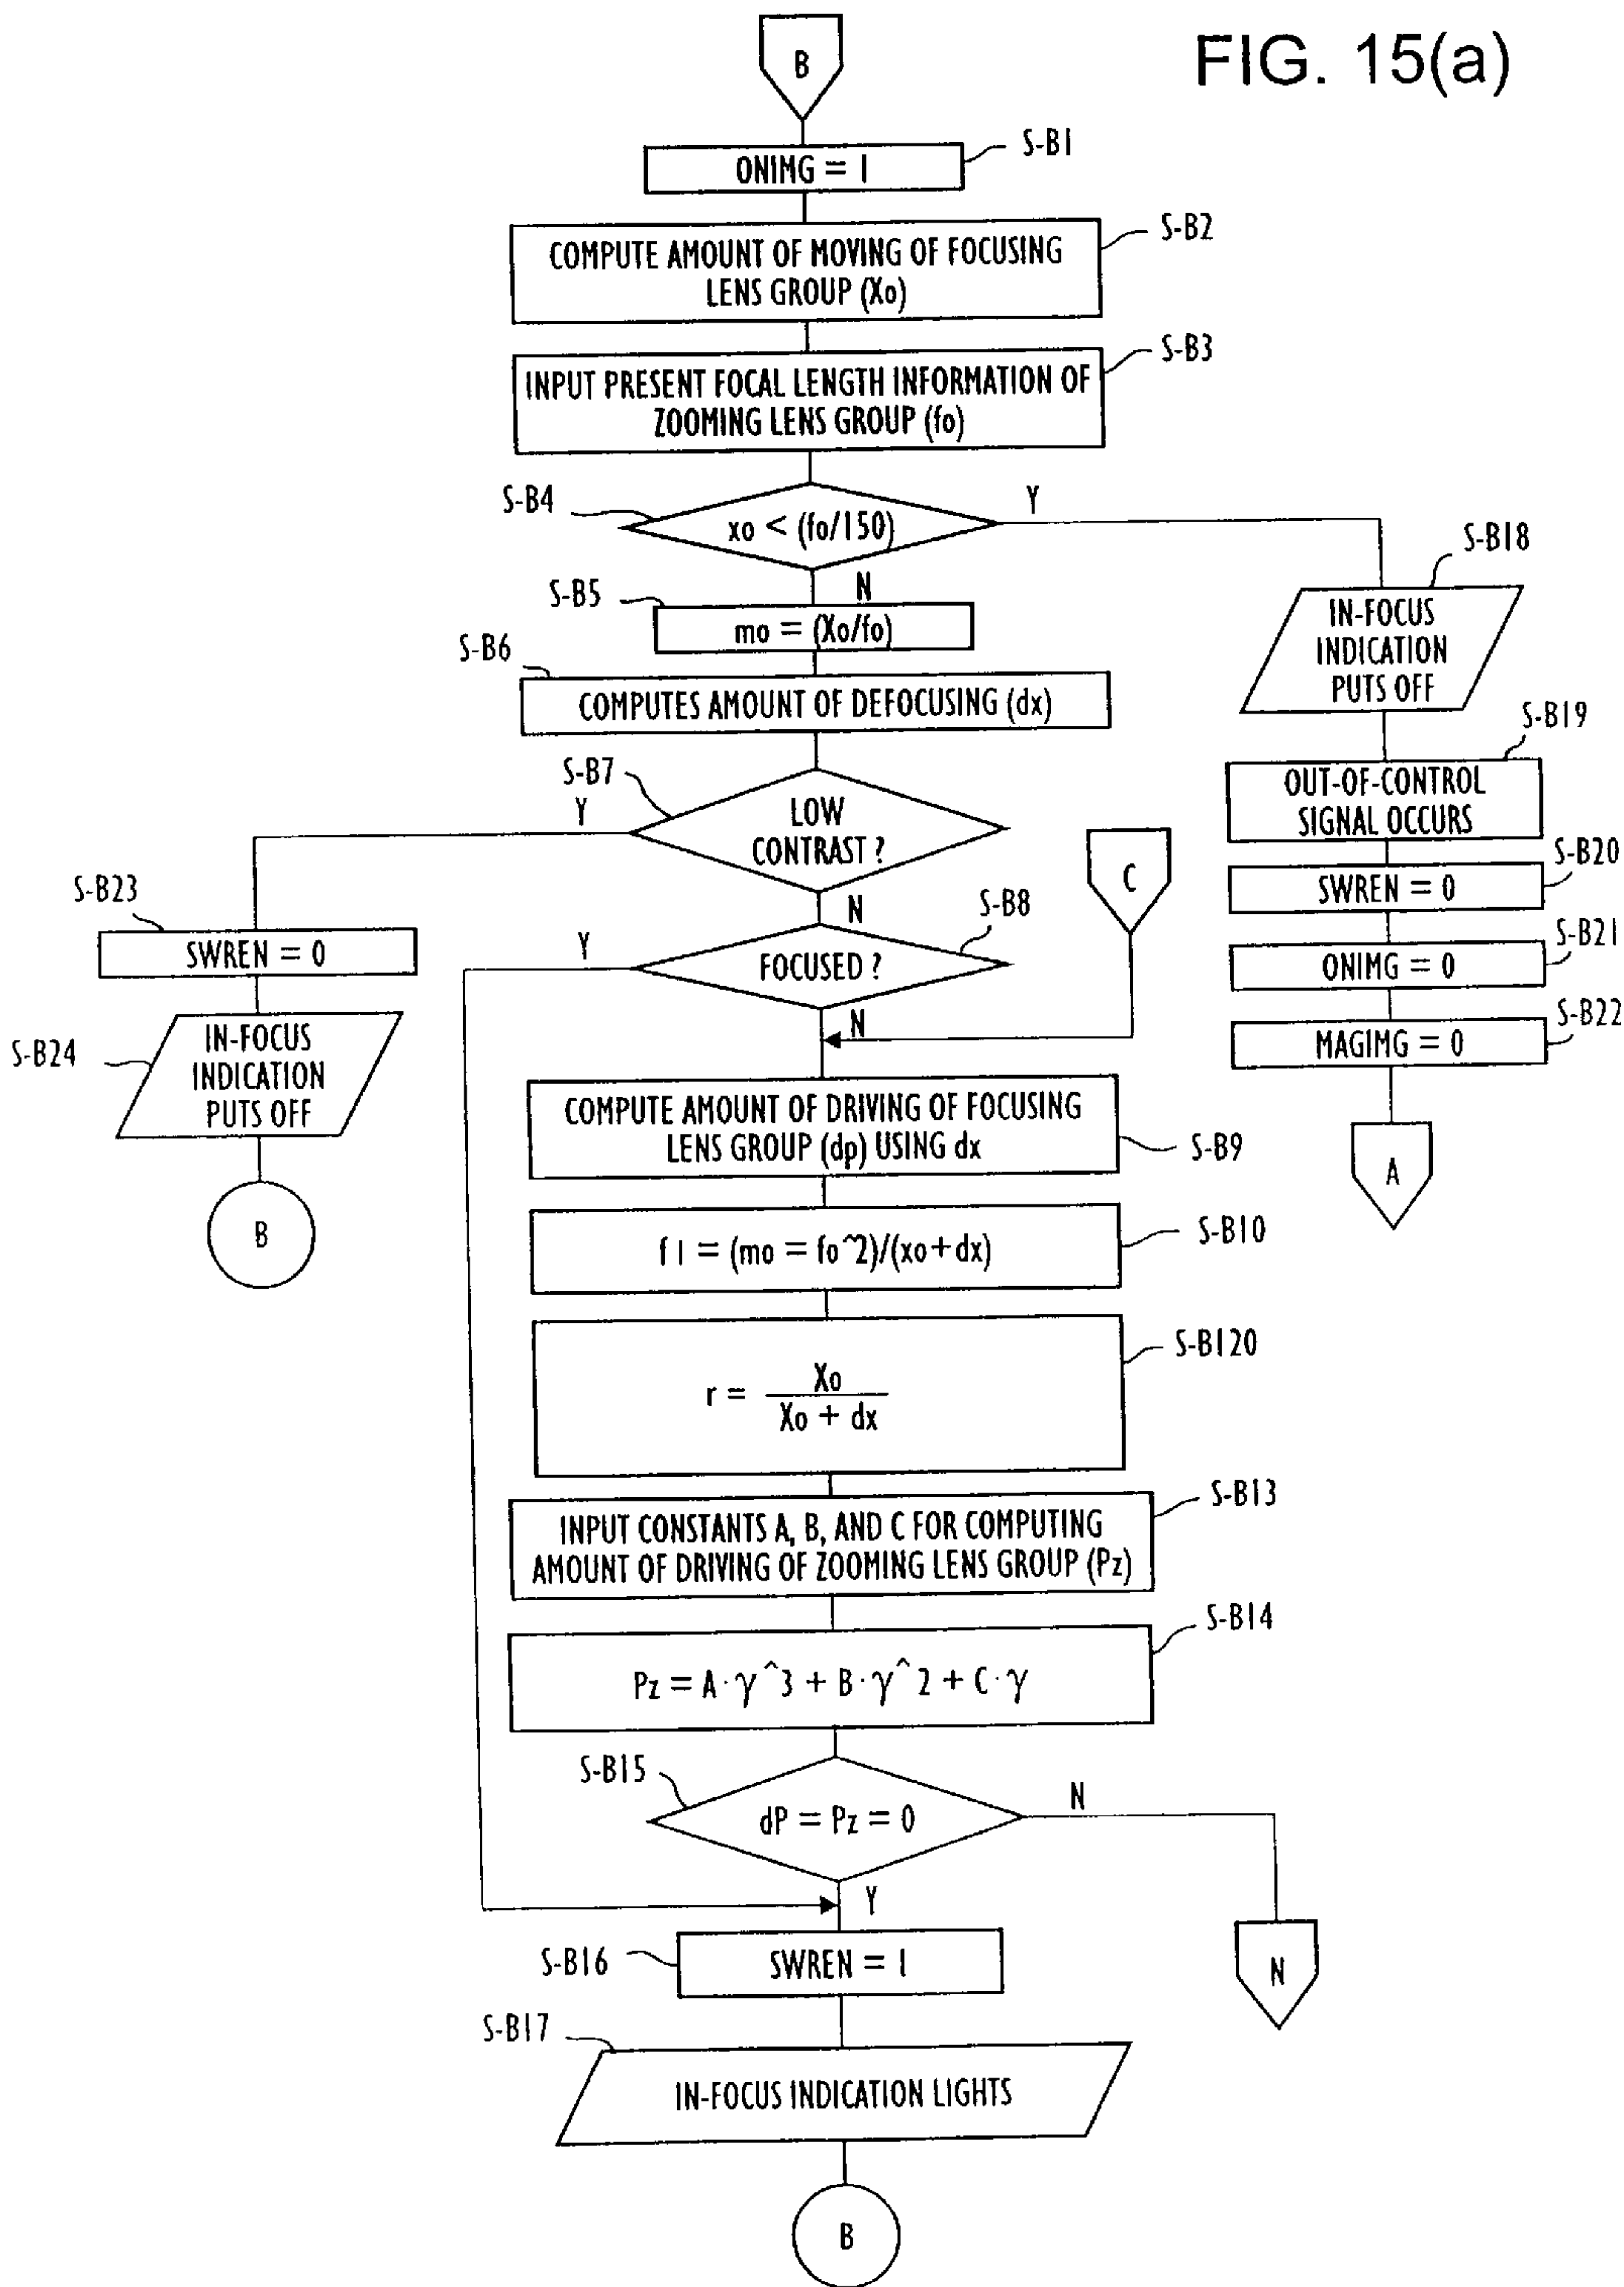 FIG. 15(a)
B
S-B1
ONIMG = 1
S-B2
COMPUTE AMOUNT OF MOVING OF FOCUSING
LENS GROUP (Xo)
S-B3
INPUT PRESENT FOCAL LENGTH INFORMATION OF
ZOOMING LENS GROUP (fo)
S-B4
xo < (fo/150)
Y
N
S-B5
mo = (Xo/fo)
S-B6
COMPUTES AMOUNT OF DEFOCUSING (dx)
S-B18
IN-FOCUS
INDICATION
PUTS OFF
S-B19
OUT-OF-CONTROL
SIGNAL OCCURS
S-B20
SWREN = 0
S-B21
ONIMG = 0
S-B22
MAGIMG = 0
A
S-B7
LOW
CONTRAST ?
Y
N
S-B23
SWREN = 0
S-B24
IN-FOCUS
INDICATION
PUTS OFF
B
S-B8
FOCUSED ?
Y
N
C
COMPUTE AMOUNT OF DRIVING OF FOCUSING
LENS GROUP (dp) USING dx
S-B9
f1 = (mo = fo^2)/(xo+dx)
S-B10
S-B120
r = Xo
Xo + dx
S-B13
INPUT CONSTANTS A, B, AND C FOR COMPUTING
AMOUNT OF DRIVING OF ZOOMING LENS GROUP (Pz)
S-B14
Pz = A·γ^3 + B·γ^2 + C·γ
S-B15
dP = Pz = 0
N
Y
N
S-B16
SWREN = 1
S-B17
IN-FOCUS INDICATION LIGHTS
B